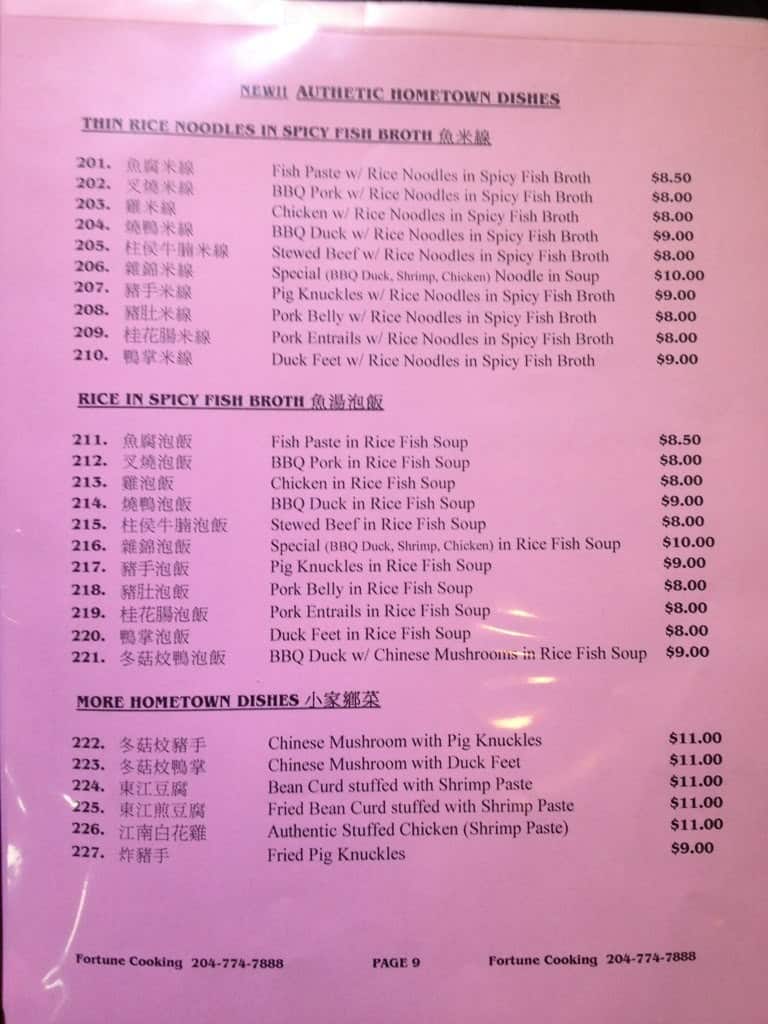 NEW!! AUTHETIC HOMETOWN DISHES
THIN RICE NOODLES IN SPICY FISH BROTH 魚米線
201. 魚腐米線 Fish Paste w/ Rice Noodles in Spicy Fish Broth $8.50
202. 叉燒米線 BBQ Pork w/ Rice Noodles in Spicy Fish Broth $8.00
203. 雞米線 Chicken w/ Rice Noodles in Spicy Fish Broth $8.00
204. 燒鴨米線 BBQ Duck w/ Rice Noodles in Spicy Fish Broth $9.00
205. 柱侯牛腩米線 Stewed Beef w/ Rice Noodles in Spicy Fish Broth $8.00
206. 雜錦米線 Special (BBQ Duck, Shrimp, Chicken) Noodle in Soup $10.00
207. 豬手米線 Pig Knuckles w/ Rice Noodles in Spicy Fish Broth $9.00
208. 豬肚米線 Pork Belly w/ Rice Noodles in Spicy Fish Broth $8.00
209. 桂花腸米線 Pork Entrails w/ Rice Noodles in Spicy Fish Broth $8.00
210. 鴨掌米線 Duck Feet w/ Rice Noodles in Spicy Fish Broth $9.00
RICE IN SPICY FISH BROTH 魚湯泡飯
211. 魚腐泡飯 Fish Paste in Rice Fish Soup $8.50
212. 叉燒泡飯 BBQ Pork in Rice Fish Soup $8.00
213. 雞泡飯 Chicken in Rice Fish Soup $8.00
214. 燒鴨泡飯 BBQ Duck in Rice Fish Soup $9.00
215. 柱侯牛腩泡飯 Stewed Beef in Rice Fish Soup $8.00
216. 雜錦泡飯 Special (BBQ Duck, Shrimp, Chicken) in Rice Fish Soup $10.00
217. 豬手泡飯 Pig Knuckles in Rice Fish Soup $9.00
218. 豬肚泡飯 Pork Belly in Rice Fish Soup $8.00
219. 桂花腸泡飯 Pork Entrails in Rice Fish Soup $8.00
220. 鴨掌泡飯 Duck Feet in Rice Fish Soup $8.00
221. 冬菇炆鴨泡飯 BBQ Duck w/ Chinese Mushrooms in Rice Fish Soup $9.00
MORE HOMETOWN DISHES 小家鄉菜
222. 冬菇炆豬手 Chinese Mushroom with Pig Knuckles $11.00
223. 冬菇炆鴨掌 Chinese Mushroom with Duck Feet $11.00
224. 東江豆腐 Bean Curd stuffed with Shrimp Paste $11.00
225. 東江煎豆腐 Fried Bean Curd stuffed with Shrimp Paste $11.00
226. 江南白花雞 Authentic Stuffed Chicken (Shrimp Paste) $11.00
227. 炸豬手 Fried Pig Knuckles $9.00
Fortune Cooking 204-774-7888 PAGE 9 Fortune Cooking 204-774-7888